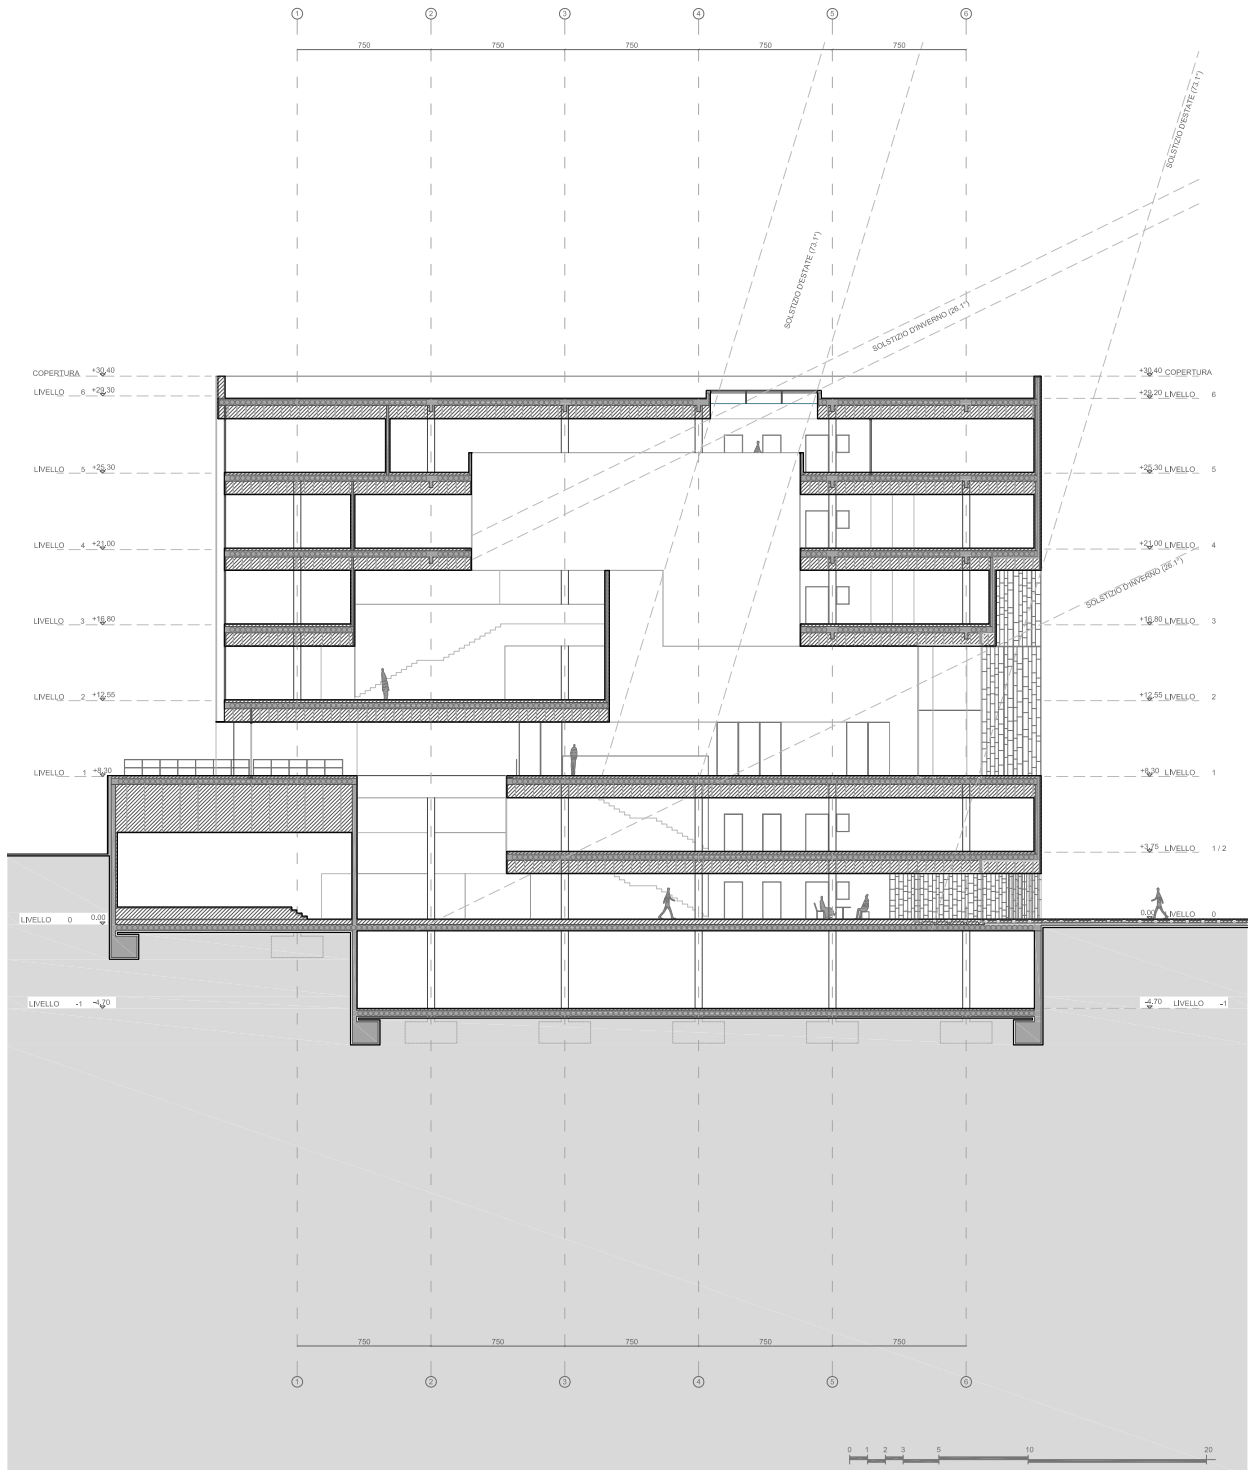 1 2 3 4 5 6
750 750 750 750 750
SOLSTIZIO D'ESTATE (73.1°)
SOLSTIZIO D'ESTATE (73.1°)
SOLSTIZIO D'INVERNO (26.1°)
COPERTURA +30.40
+30.40 COPERTURA
LIVELLO 6 +29.30
+29.20 LIVELLO 6
LIVELLO 5 +25.30
+25.30 LIVELLO 5
LIVELLO 4 +21.00
+21.00 LIVELLO 4
SOLSTIZIO D'INVERNO (26.1°)
LIVELLO 3 +16.80
+16.80 LIVELLO 3
LIVELLO 2 +12.55
+12.55 LIVELLO 2
LIVELLO 1 +8.30
+8.30 LIVELLO 1
+3.75 LIVELLO 1/2
LIVELLO 0 0.00
0.00 LIVELLO 0
LIVELLO -1 -4.70
-4.70 LIVELLO -1
750 750 750 750 750
1 2 3 4 5 6
0 1 2 3 5 10 20